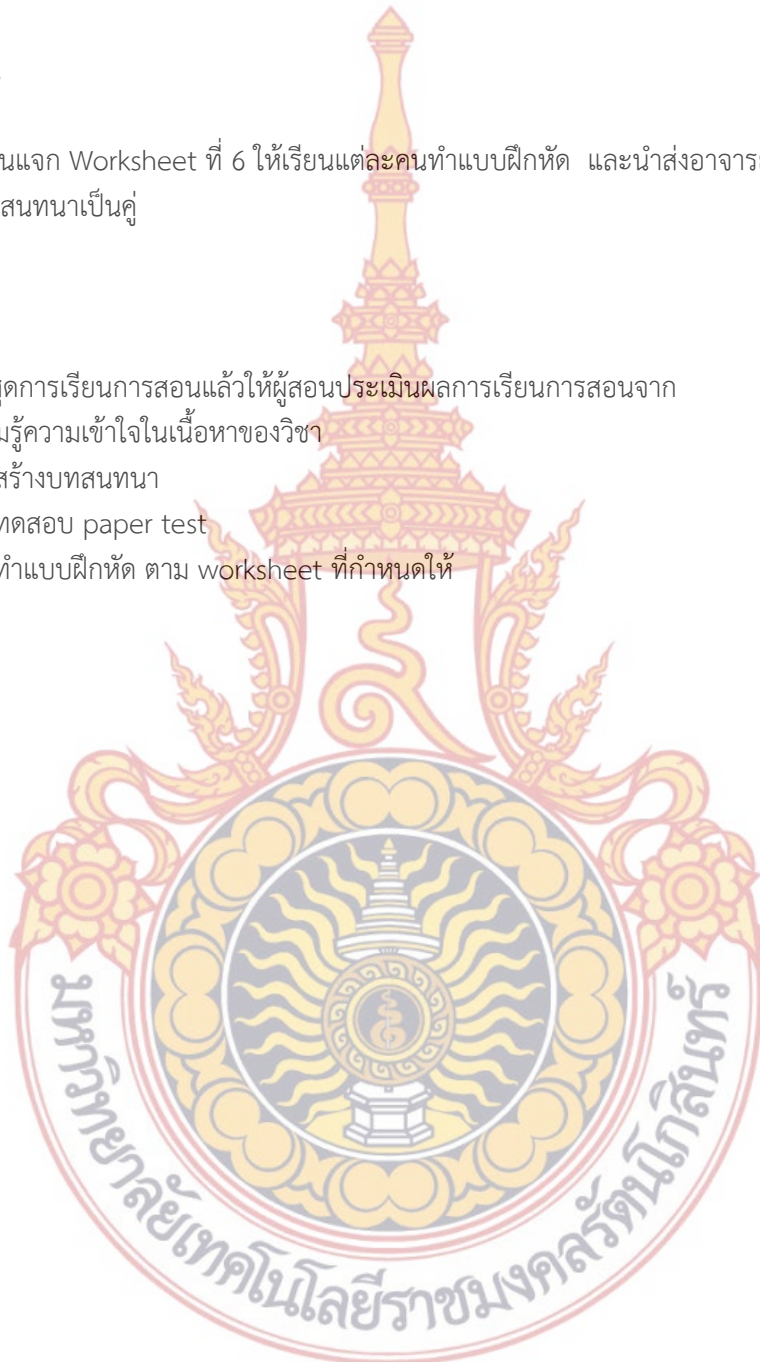 นแจก Worksheet ที่ 6 ให้เรียนแต่ละคนทำแบบฝึกหัด และนำส่งอาจาร
สนทนาเป็นคู่
สุดการเรียนการสอนแล้วให้ผู้สอนประเมินผลการเรียนการสอนจาก
มรู้ความเข้าใจในเนื้อหาของวิชา
สร้างบทสนทนา
ทดสอบ paper test
ทำแบบฝึกหัด ตาม worksheet ที่กำหนดให้
มหาวิทยาลัยเทคโนโลยีราชมงคลรัตนโกสินทร์